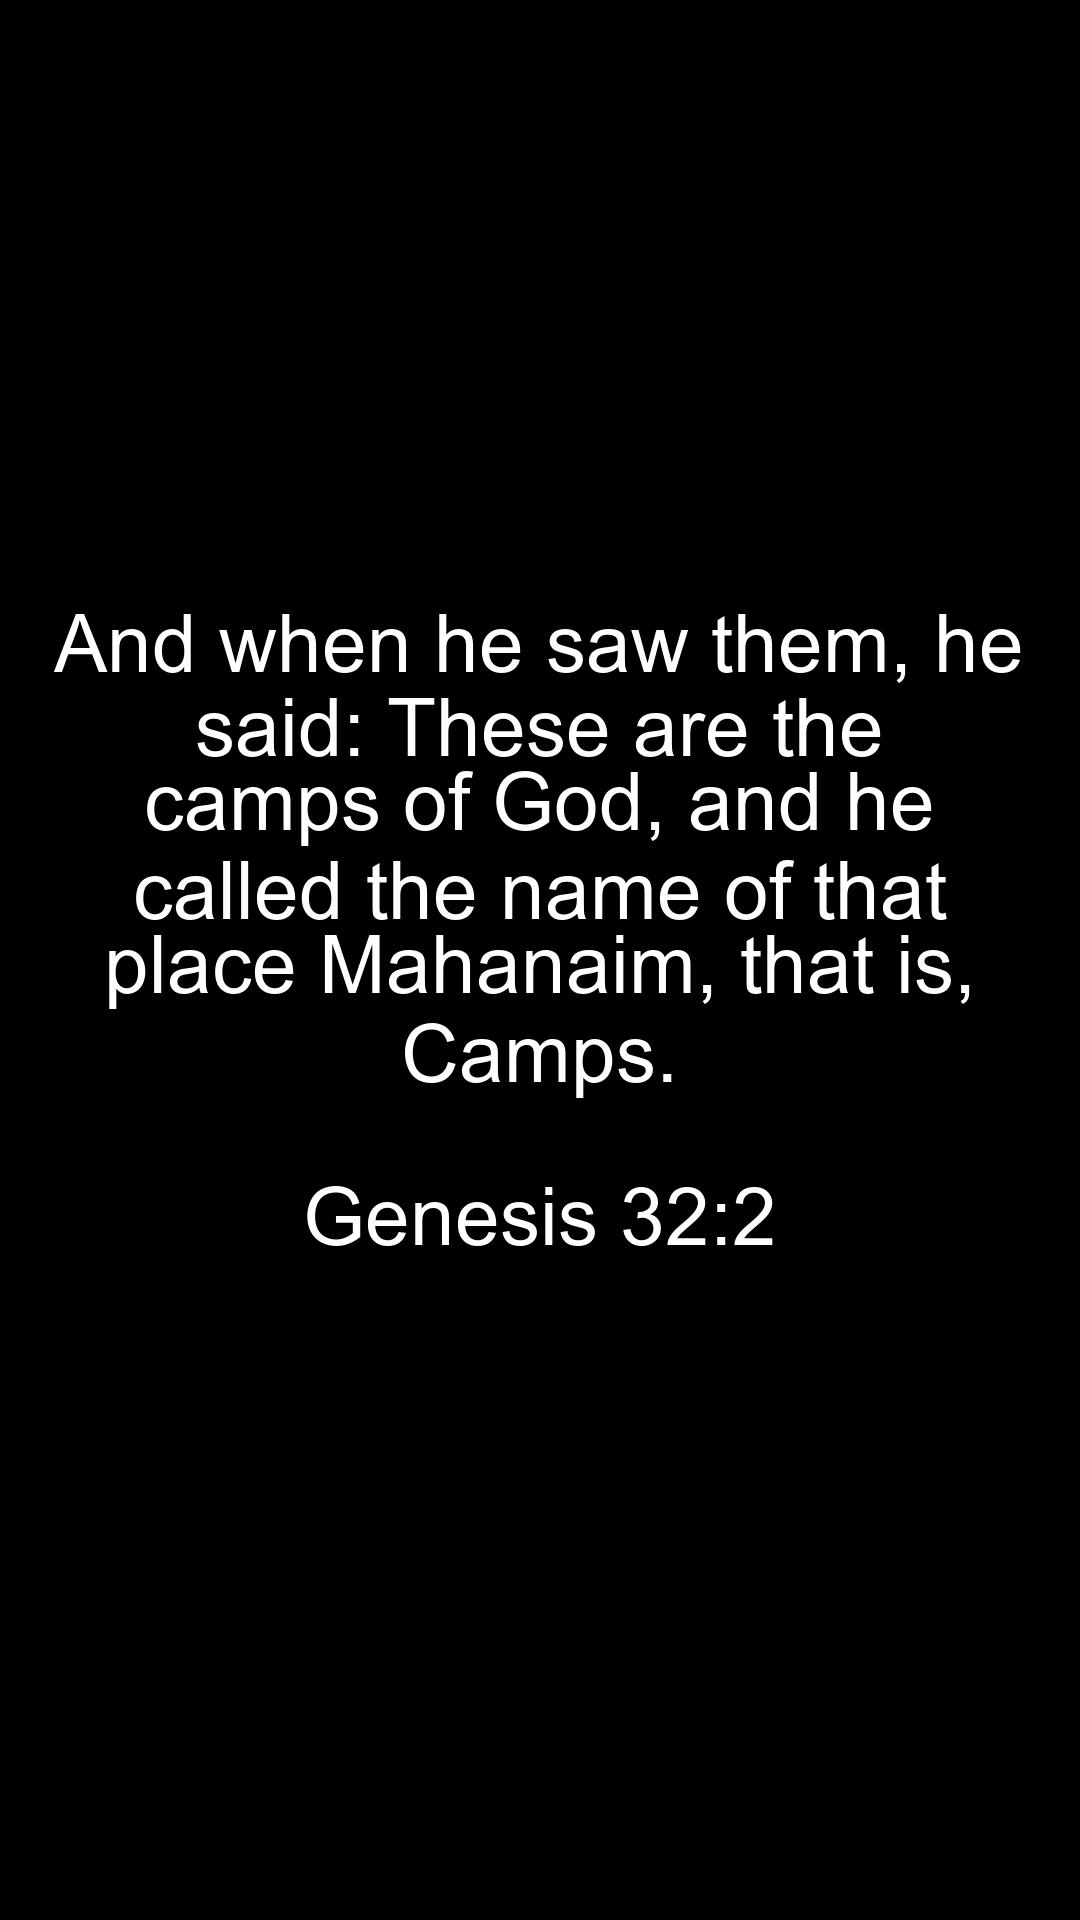 And when he saw them, he
said: These are the
camps of God, and he
called the name of that
place Mahanaim, that is,
Camps.
Genesis 32:2